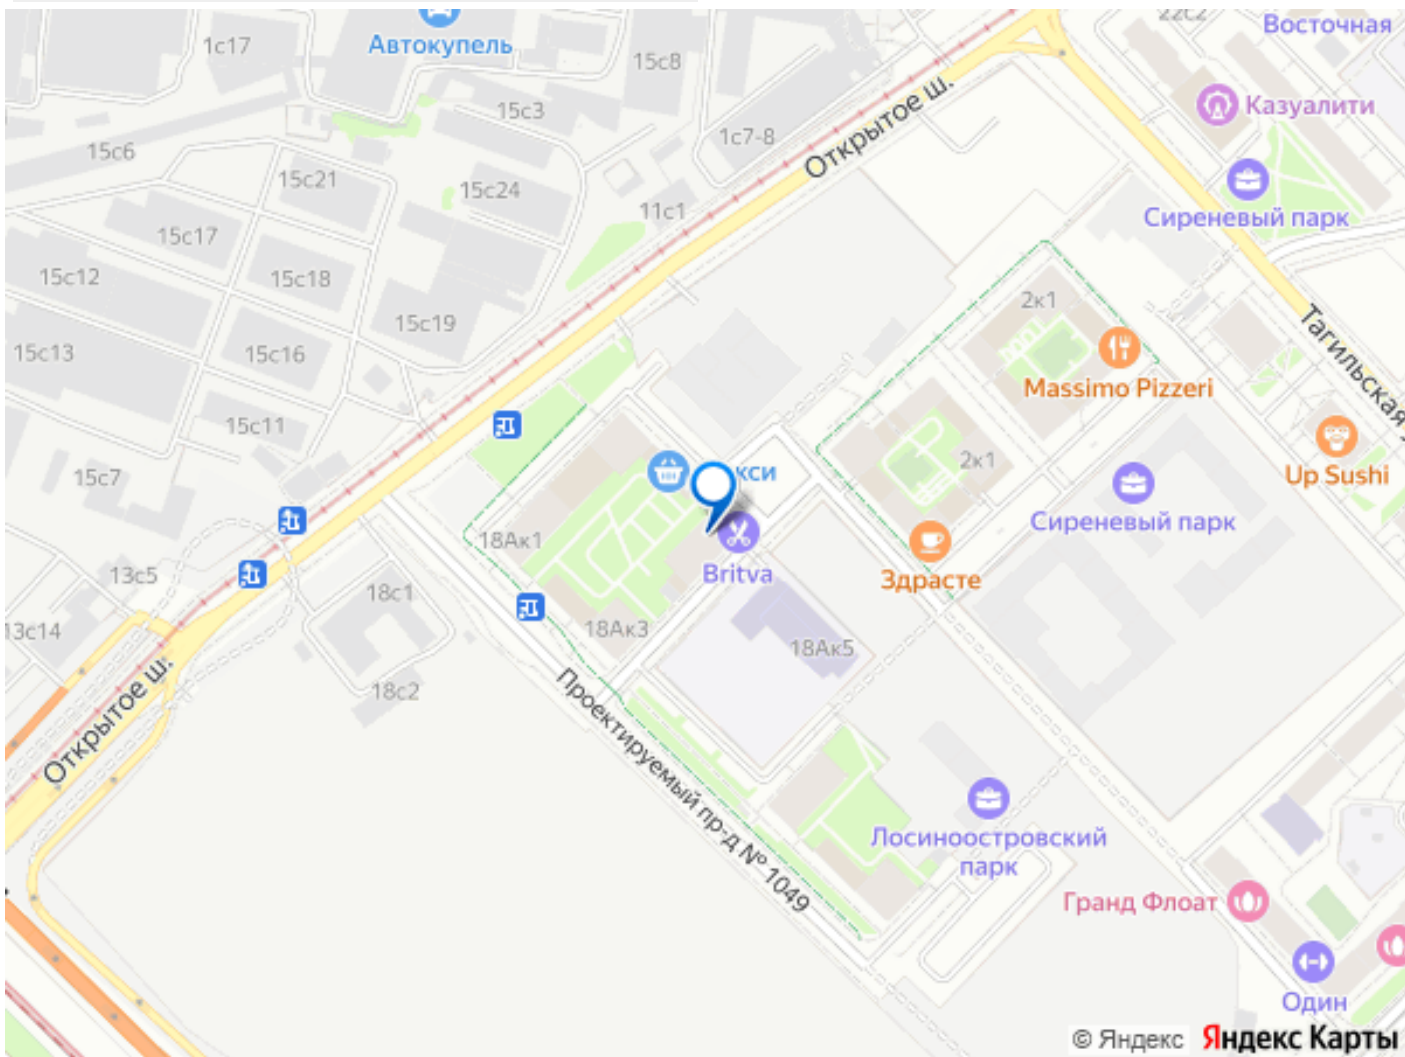 22с2
Восточная
1с17
Автокупель
15с8
Казуалити
15с3
Открытое ш.
1с7-8
15с6
15с21
15с24
Сиреневый парк
11с1
15с17
15с12
15с18
2к1
15с19
Тагильская
15с13
15с16
Massimo Pizzeri
15с11
кси
2к1
Up Sushi
15с7
Сиреневый парк
18Ак1
Britva
Здрасте
13с5
18с1
13с14
18Ак3
18Ак5
Открытое ш.
18с2
Проектируемый пр-д № 1049
Лосиноостровский
парк
Гранд Флоат
Один
© Яндекс Яндекс Карты